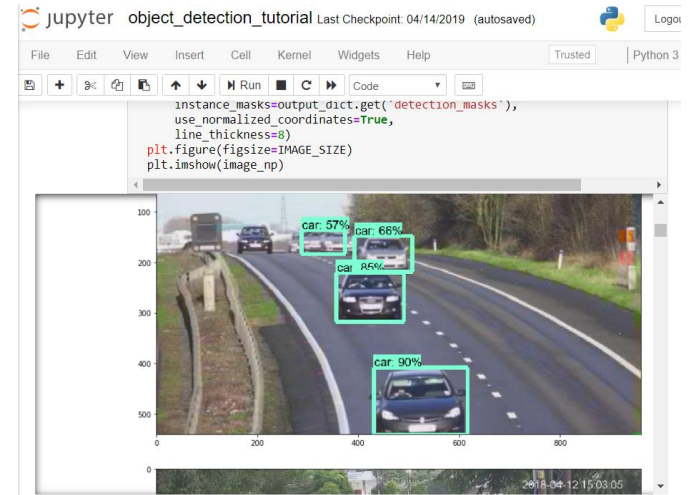 jupyter object_detection_tutorial Last Checkpoint: 04/14/2019 (autosaved)
Logou
File Edit View Insert Cell Kernel Widgets Help Trusted Python 3
Run Code
instance_masks=output_dict.get('detection_masks'),
use_normalized_coordinates=True,
line_thickness=8)
plt.figure(figsize=IMAGE_SIZE)
plt.imshow(image_np)
100
car: 57%
car: 66%
200
car 85%
300
car: 90%
400
500
0 200 400 600 800
0
2018-04-12 15:03:05